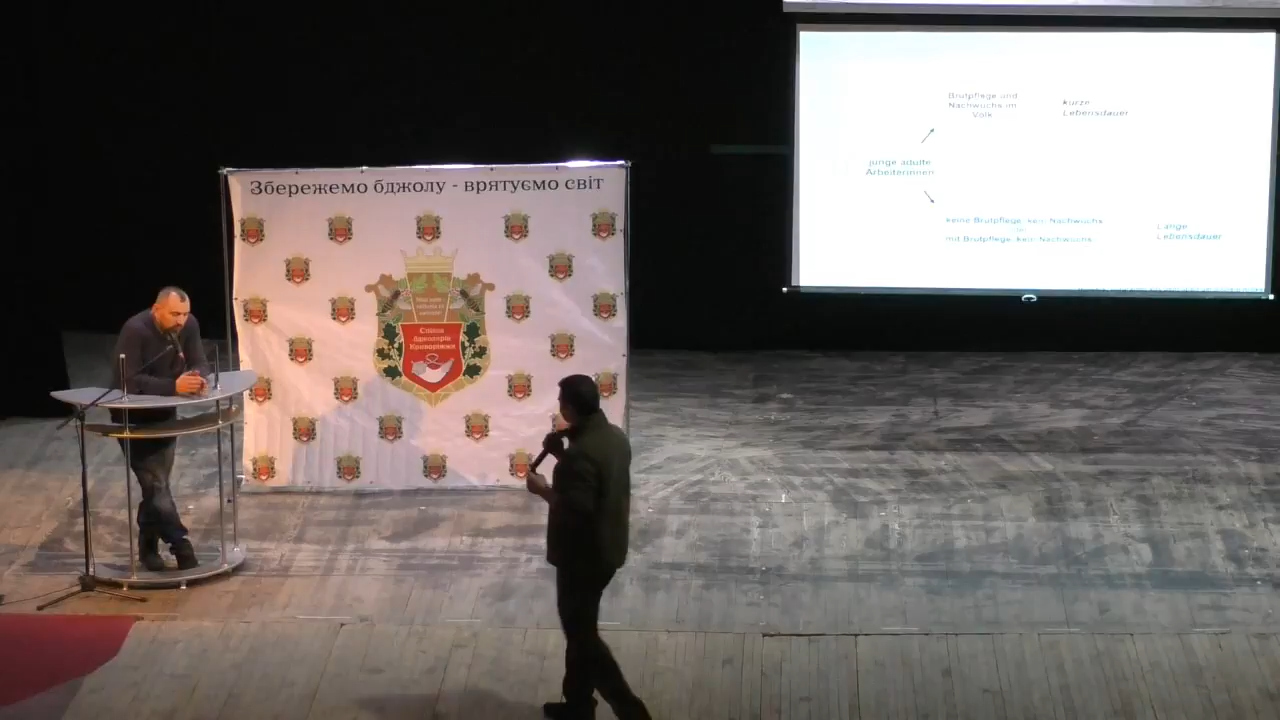 Збережемо бджолу - врятуємо світ
Спілка
Бджолярів
Криворіжжя
Brutpflege und
Nachwuchs im
Volk
kurze
Lebensdauer
junge adulte
Arbeiterinnen
keine Brutpflege, kein Nachwuchs
mit Brutpflege, kein Nachwuchs
Lange
Lebensdauer